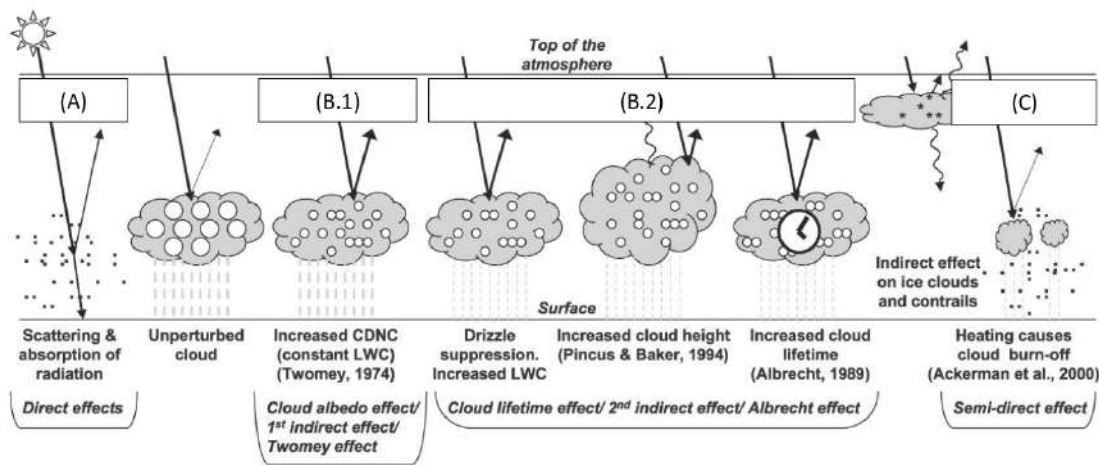 Top of the
atmosphere
(A)
(B.1)
(B.2)
(C)
Indirect effect
on ice clouds
and contrails
Surface
Scattering &
absorption of
radiation
Unperturbed
cloud
Increased CDNC
(constant LWC)
(Twomey, 1974)
Drizzle
suppression.
Increased LWC
Increased cloud height
(Pincus & Baker, 1994)
Increased cloud
lifetime
(Albrecht, 1989)
Heating causes
cloud burn-off
(Ackerman et al., 2000)
Direct effects
Cloud albedo effect/
1st indirect effect/
Twomey effect
Cloud lifetime effect/ 2nd indirect effect/ Albrecht effect
Semi-direct effect